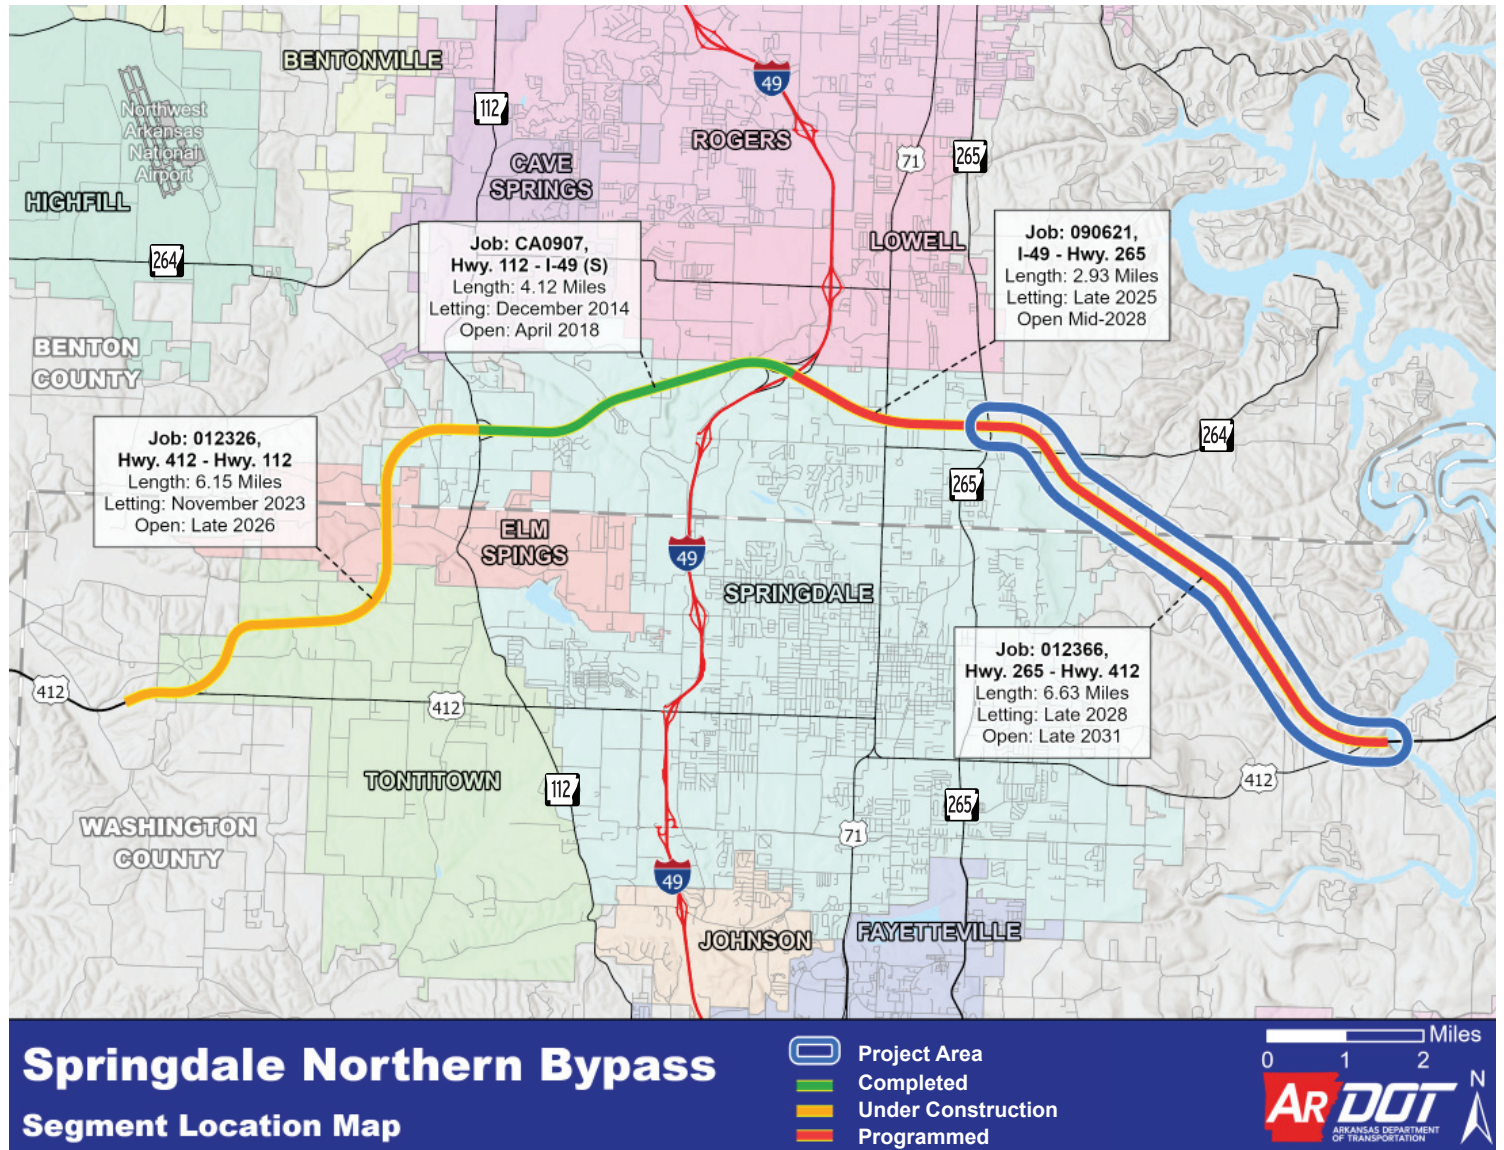 BENTONVILLE
49
112
Northwest
Arkansas
National
Airport
ROGERS
71
265
CAVE
SPRINGS
HIGHFILL
LOWELL
264
Job: CA0907,
Hwy. 112 - I-49 (S)
Length: 4.12 Miles
Letting: December 2014
Open: April 2018
Job: 090621,
I-49 - Hwy. 265
Length: 2.93 Miles
Letting: Late 2025
Open Mid-2028
BENTON
COUNTY
Job: 012326,
Hwy. 412 - Hwy. 112
Length: 6.15 Miles
Letting: November 2023
Open: Late 2026
264
265
ELM
SPINGS
49
SPRINGDALE
Job: 012366,
Hwy. 265 - Hwy. 412
Length: 6.63 Miles
Letting: Late 2028
Open: Late 2031
412
412
TONTITOWN
112
412
265
WASHINGTON
COUNTY
71
49
JOHNSON
FAYETTEVILLE
Springdale Northern Bypass
Segment Location Map
Project Area
Completed
Under Construction
Programmed
Miles
0 1 2
N
ARDOT
ARKANSAS DEPARTMENT
OF TRANSPORTATION